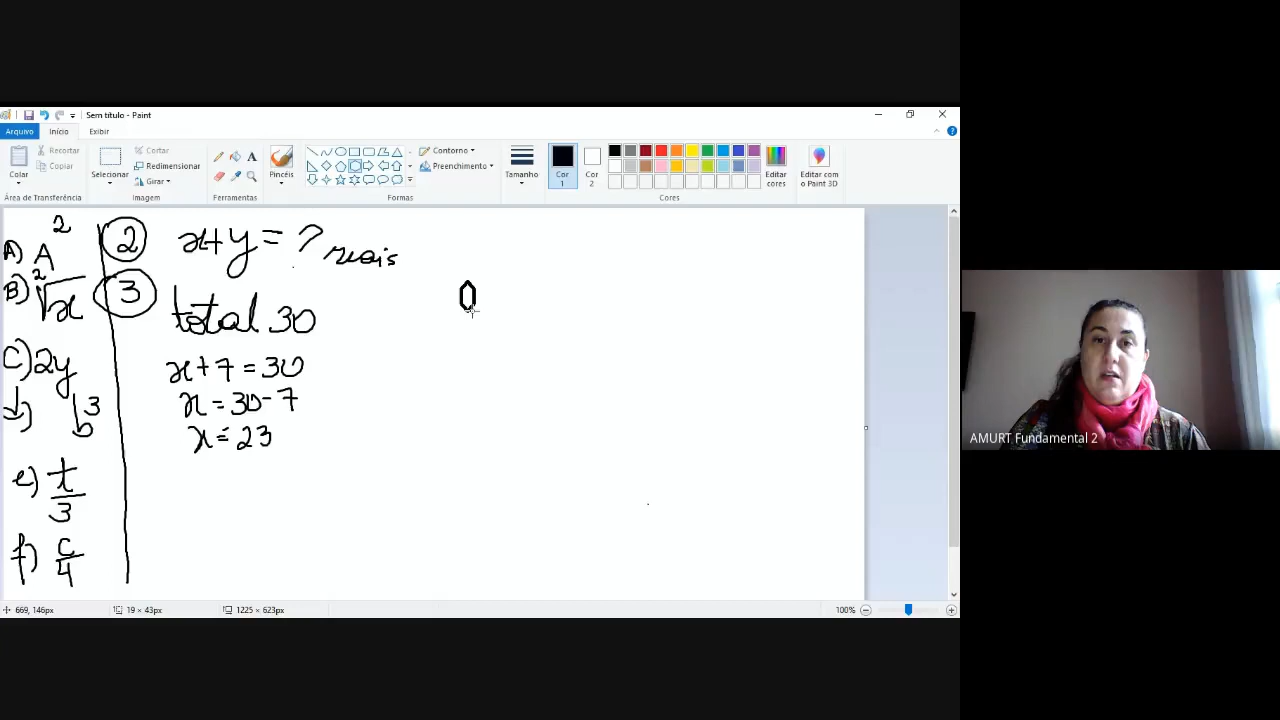 Sem título - Paint
Arquivo Início Exibir
Colar
Recortar
Copiar
Área de Transferência
Selecionar
Cortar
Redimensionar
Girar
Imagem
A
Ferramentas
Pincéis
Contorno
Preenchimento
Formas
Tamanho
Cor 1
Cor 2
Editar cores
Cores
Editar com o Paint 3D
A) A²
B) ²√x
C) 2y
e) t/3
f) c/4
2 x+y = ? reais
3 total 30
x + 7 = 30
x = 30 - 7
x = 23
669, 146px
19 × 43px
1225 × 623px
100%
AMURT Fundamental 2